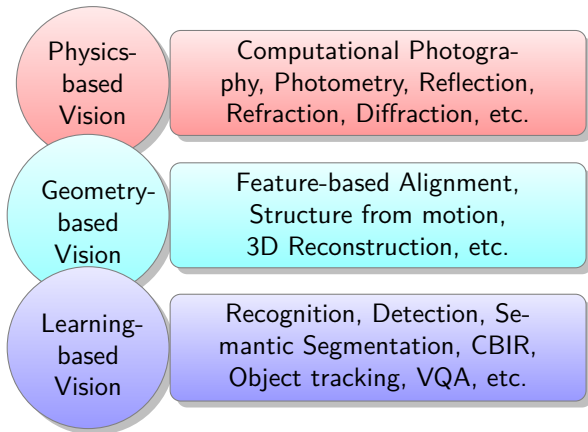 Physics-
based
Vision
Computational Photogra-
phy, Photometry, Reflection,
Refraction, Diffraction, etc.
Geometry-
based
Vision
Feature-based Alignment,
Structure from motion,
3D Reconstruction, etc.
Learning-
based
Vision
Recognition, Detection, Se-
mantic Segmentation, CBIR,
Object tracking, VQA, etc.